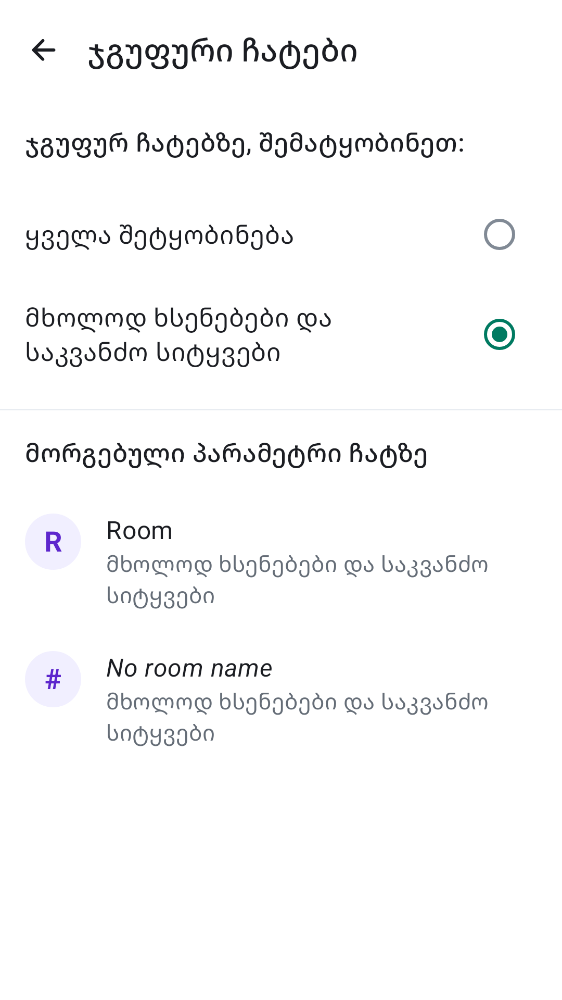 ჯგუფური ჩატები
ჯგუფურ ჩატებზე, შემატყობინეთ:
ყველა შეტყობინება
მხოლოდ ხსენებები და
საკვანძო სიტყვები
მორგებული პარამეტრი ჩატზე
R
Room
მხოლოდ ხსენებები და საკვანძო
სიტყვები
#
No room name
მხოლოდ ხსენებები და საკვანძო
სიტყვები